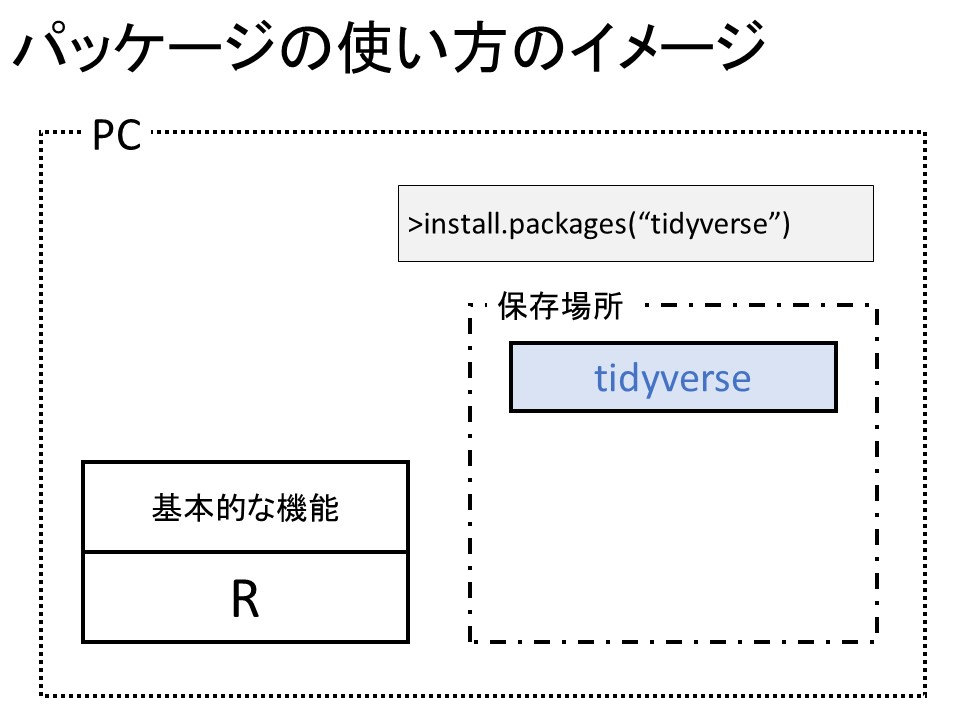 パッケージの使い方のイメージ
PC
>install.packages(“tidyverse”)
保存場所
tidyverse
基本的な機能
R